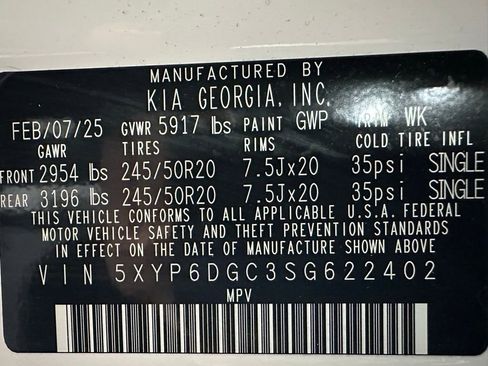 MANUFACTURED BY
KIA GEORGIA, INC.
FEB/07/25 GVWR 5917 lbs PAINT GWP TRIM WK
GAWR TIRES RIMS COLD TIRE INFL
FRONT 2954 lbs 245/50R20 7.5Jx20 35psi SINGLE
REAR 3196 lbs 245/50R20 7.5Jx20 35psi SINGLE
THIS VEHICLE CONFORMS TO ALL APPLICABLE U.S.A. FEDERAL
MOTOR VEHICLE SAFETY AND THEFT PREVENTION STANDARDS
IN EFFECT ON THE DATE OF MANUFACTURE SHOWN ABOVE
VIN 5XYP6DGC3SG622402
MPV